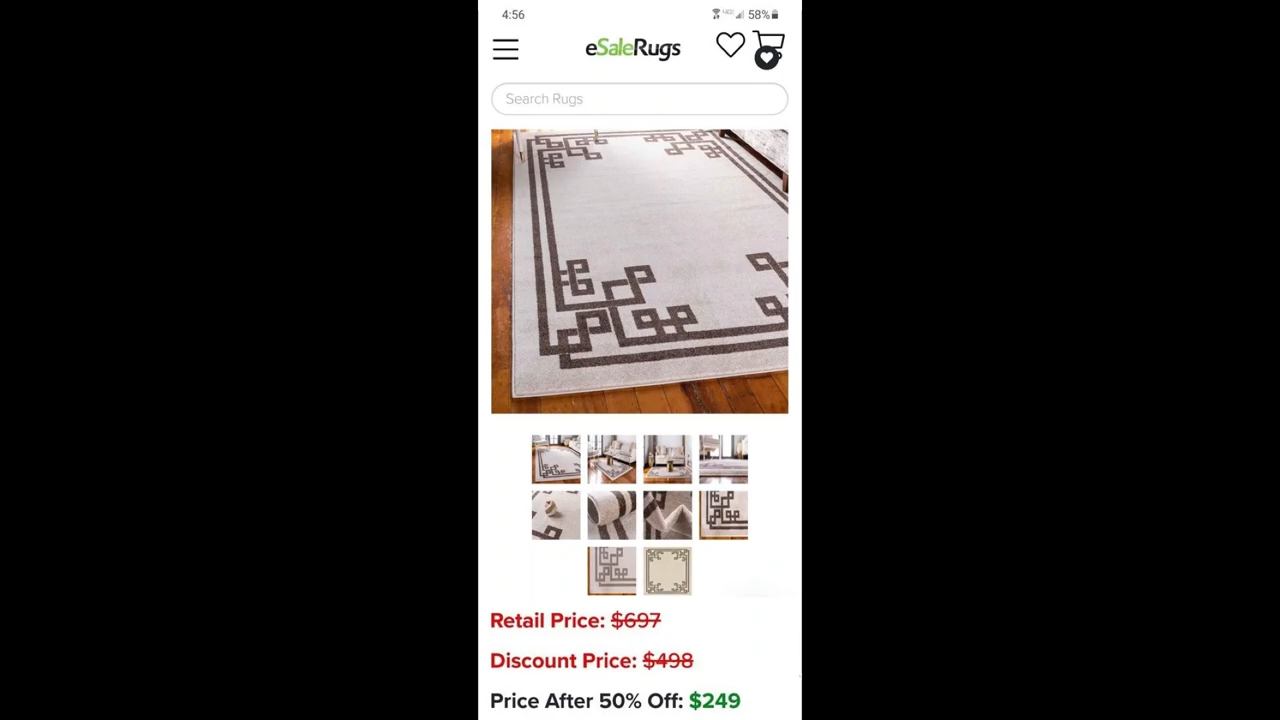 4:56
58%
eSaleRugs
Search Rugs
Retail Price: $697
Discount Price: $498
Price After 50% Off: $249